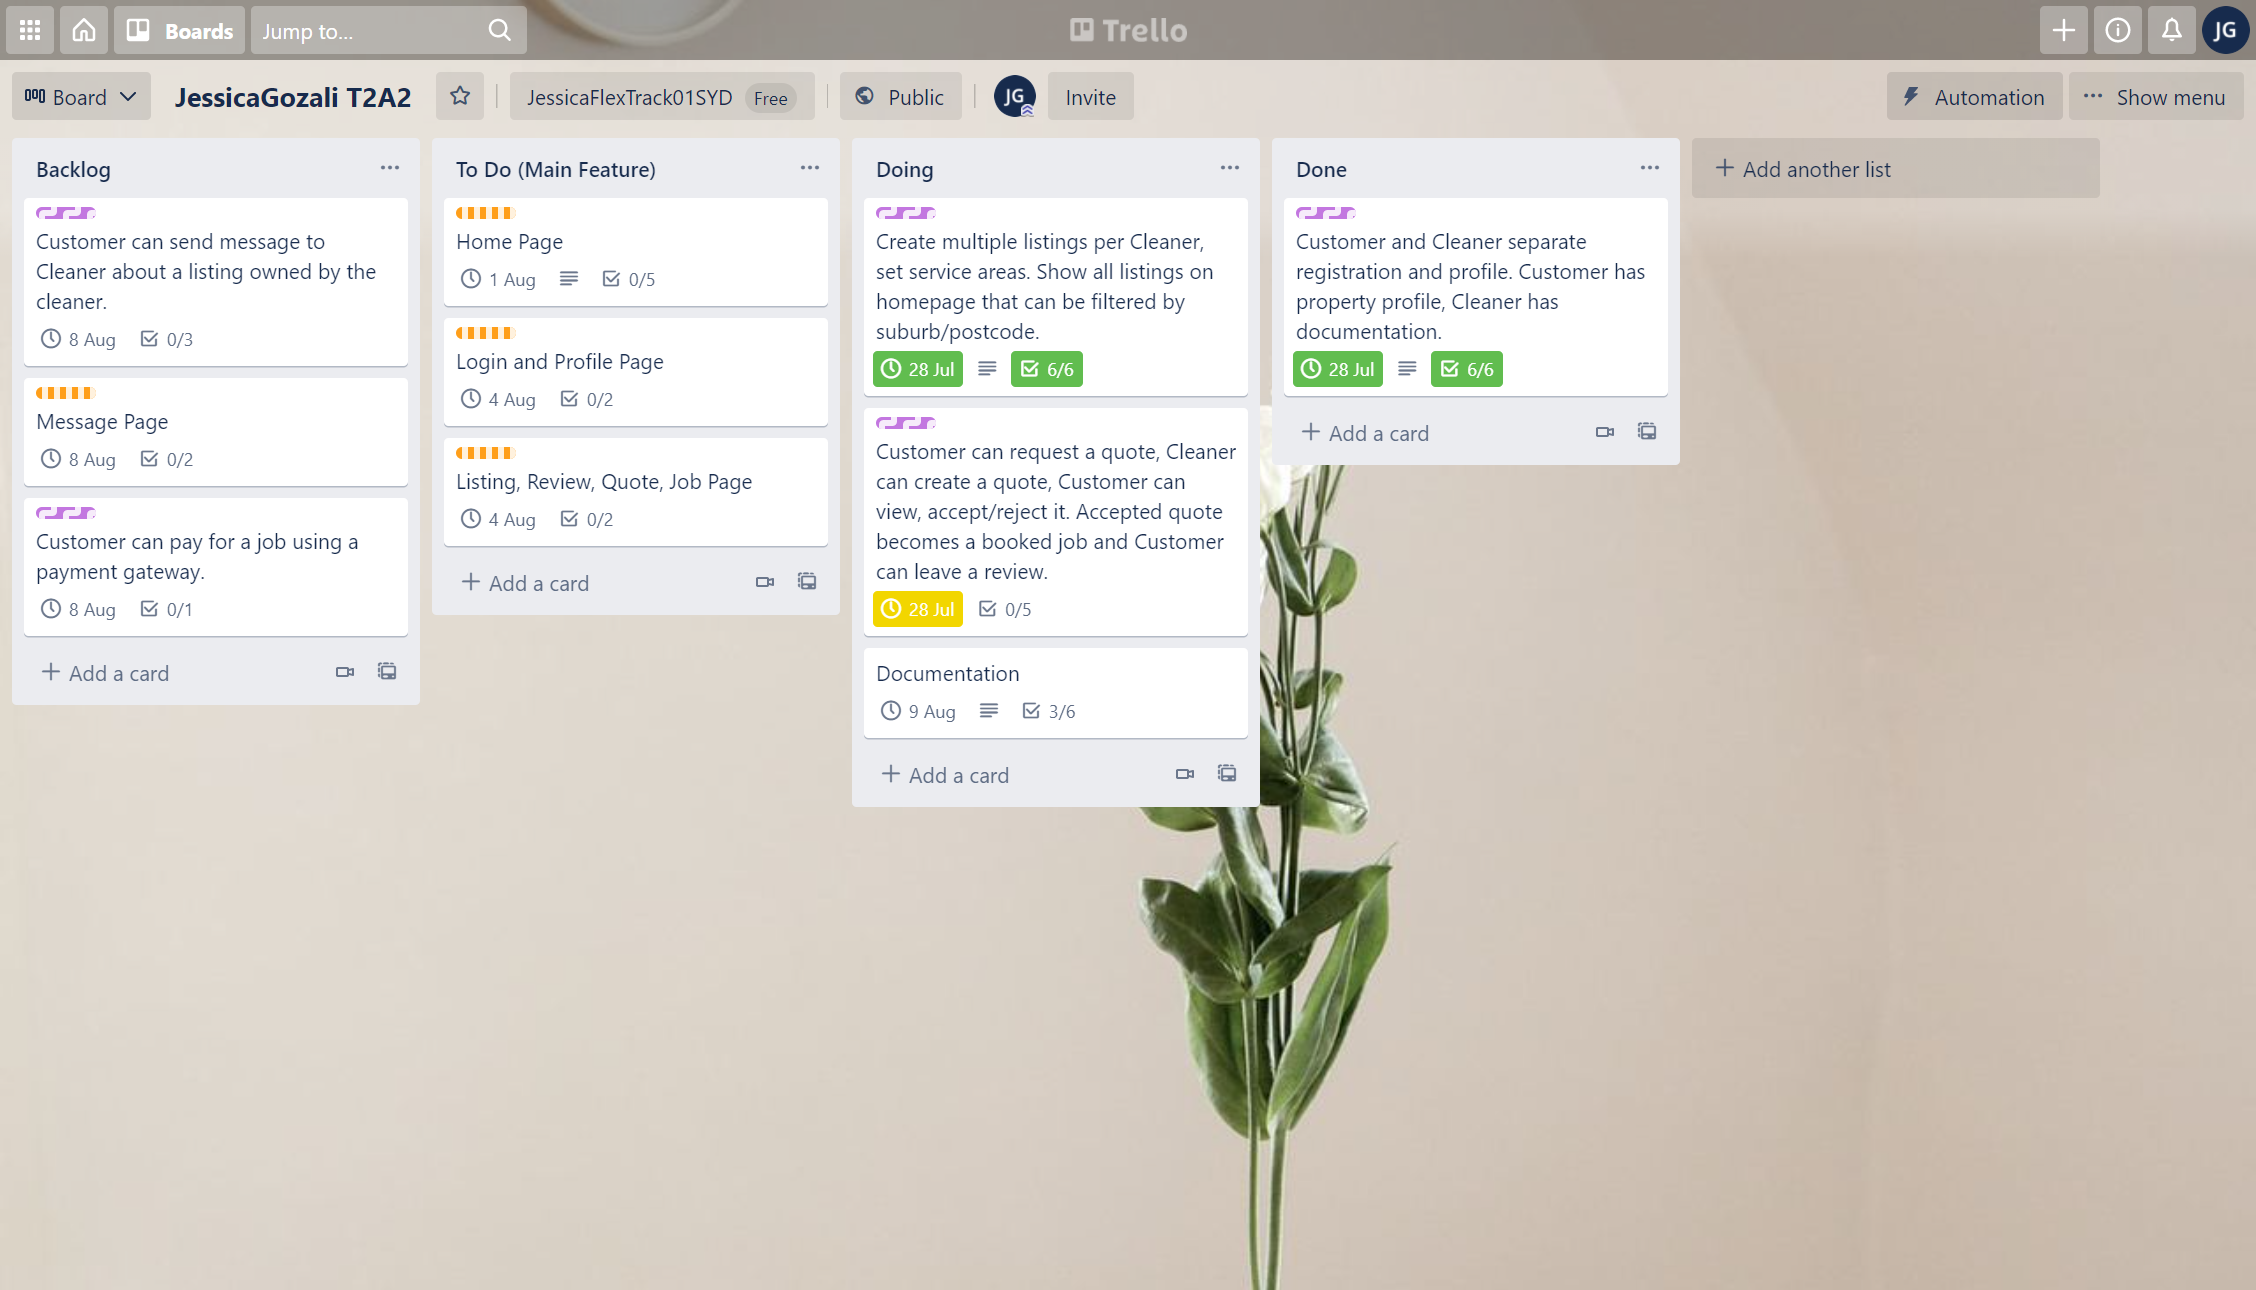 Boards
Jump to...
Trello
JG
Board
JessicaGozali T2A2
JessicaFlexTrack01SYD Free
Public
JG
Invite
Automation
Show menu
Backlog
Customer can send message to
Cleaner about a listing owned by the
cleaner.
8 Aug 0/3
Message Page
8 Aug 0/2
Customer can pay for a job using a
payment gateway.
8 Aug 0/1
Add a card
To Do (Main Feature)
Home Page
1 Aug 0/5
Login and Profile Page
4 Aug 0/2
Listing, Review, Quote, Job Page
4 Aug 0/2
Add a card
Doing
Create multiple listings per Cleaner,
set service areas. Show all listings on
homepage that can be filtered by
suburb/postcode.
28 Jul 6/6
Customer can request a quote, Cleaner
can create a quote, Customer can
view, accept/reject it. Accepted quote
becomes a booked job and Customer
can leave a review.
28 Jul 0/5
Documentation
9 Aug 3/6
Add a card
Done
Customer and Cleaner separate
registration and profile. Customer has
property profile, Cleaner has
documentation.
28 Jul 6/6
Add a card
Add another list